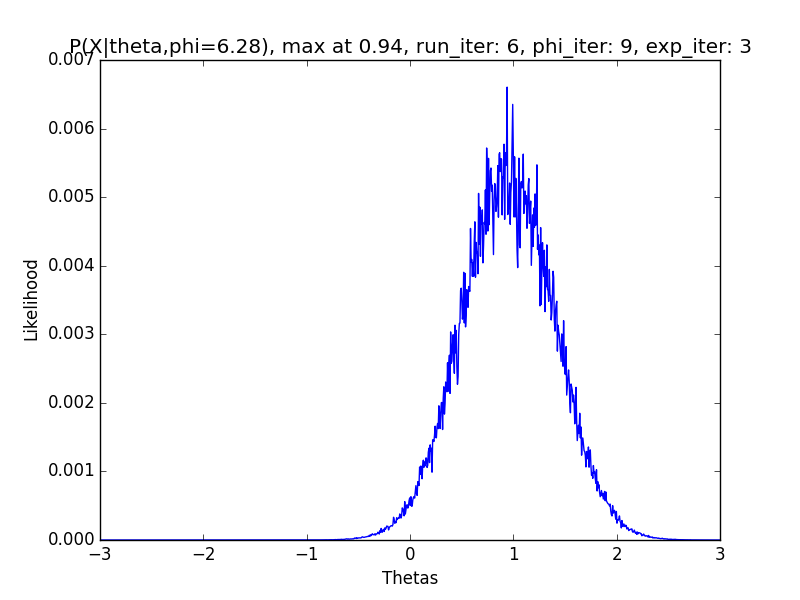 P(X|theta,phi=6.28), max at 0.94, run_iter: 6, phi_iter: 9, exp_iter: 3
0.007
0.006
0.005
0.004
0.003
0.002
0.001
0.000
Likelihood
−3 −2 −1 0 1 2 3
Thetas